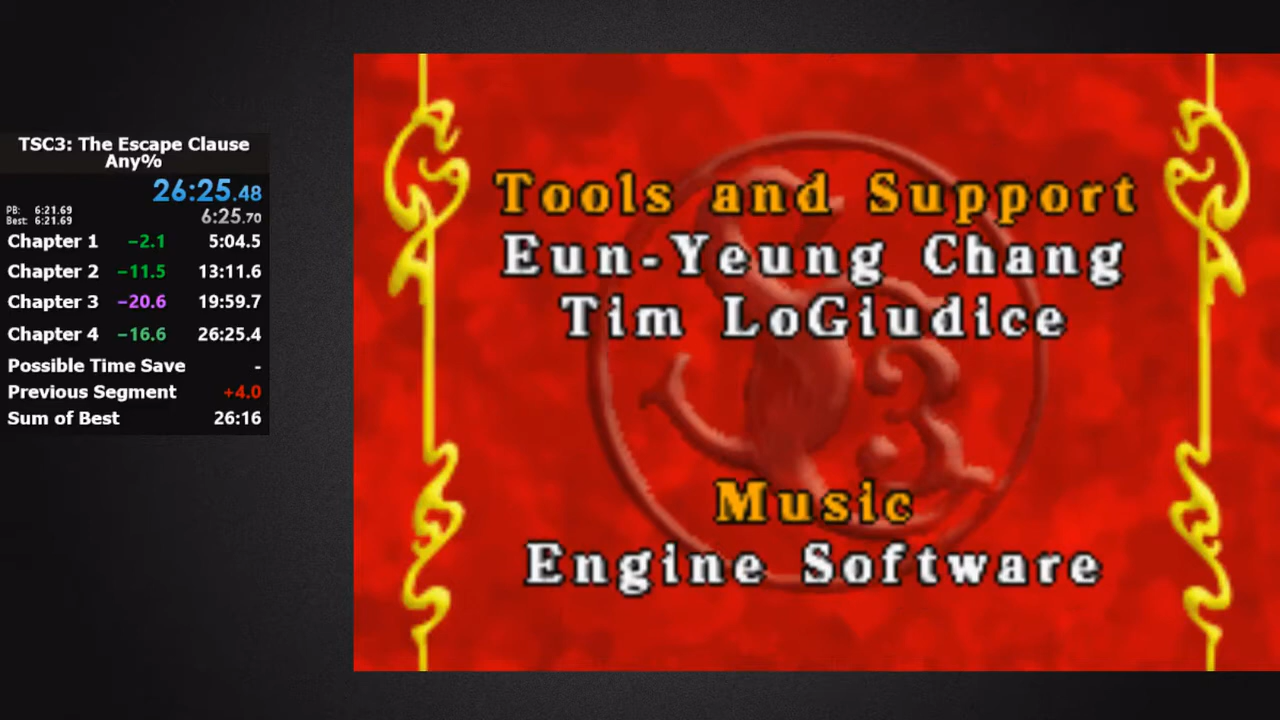 TSC3: The Escape Clause
Any%
26:25.48
PB: 6:21.69
Best: 6:21.69
6:25.70
Chapter 1 -2.1 5:04.5
Chapter 2 -11.5 13:11.6
Chapter 3 -20.6 19:59.7
Chapter 4 -16.6 26:25.4
Possible Time Save -
Previous Segment +4.0
Sum of Best 26:16
Tools and Support
Eun-Yeung Chang
Tim LoGiudice
Music
Engine Software